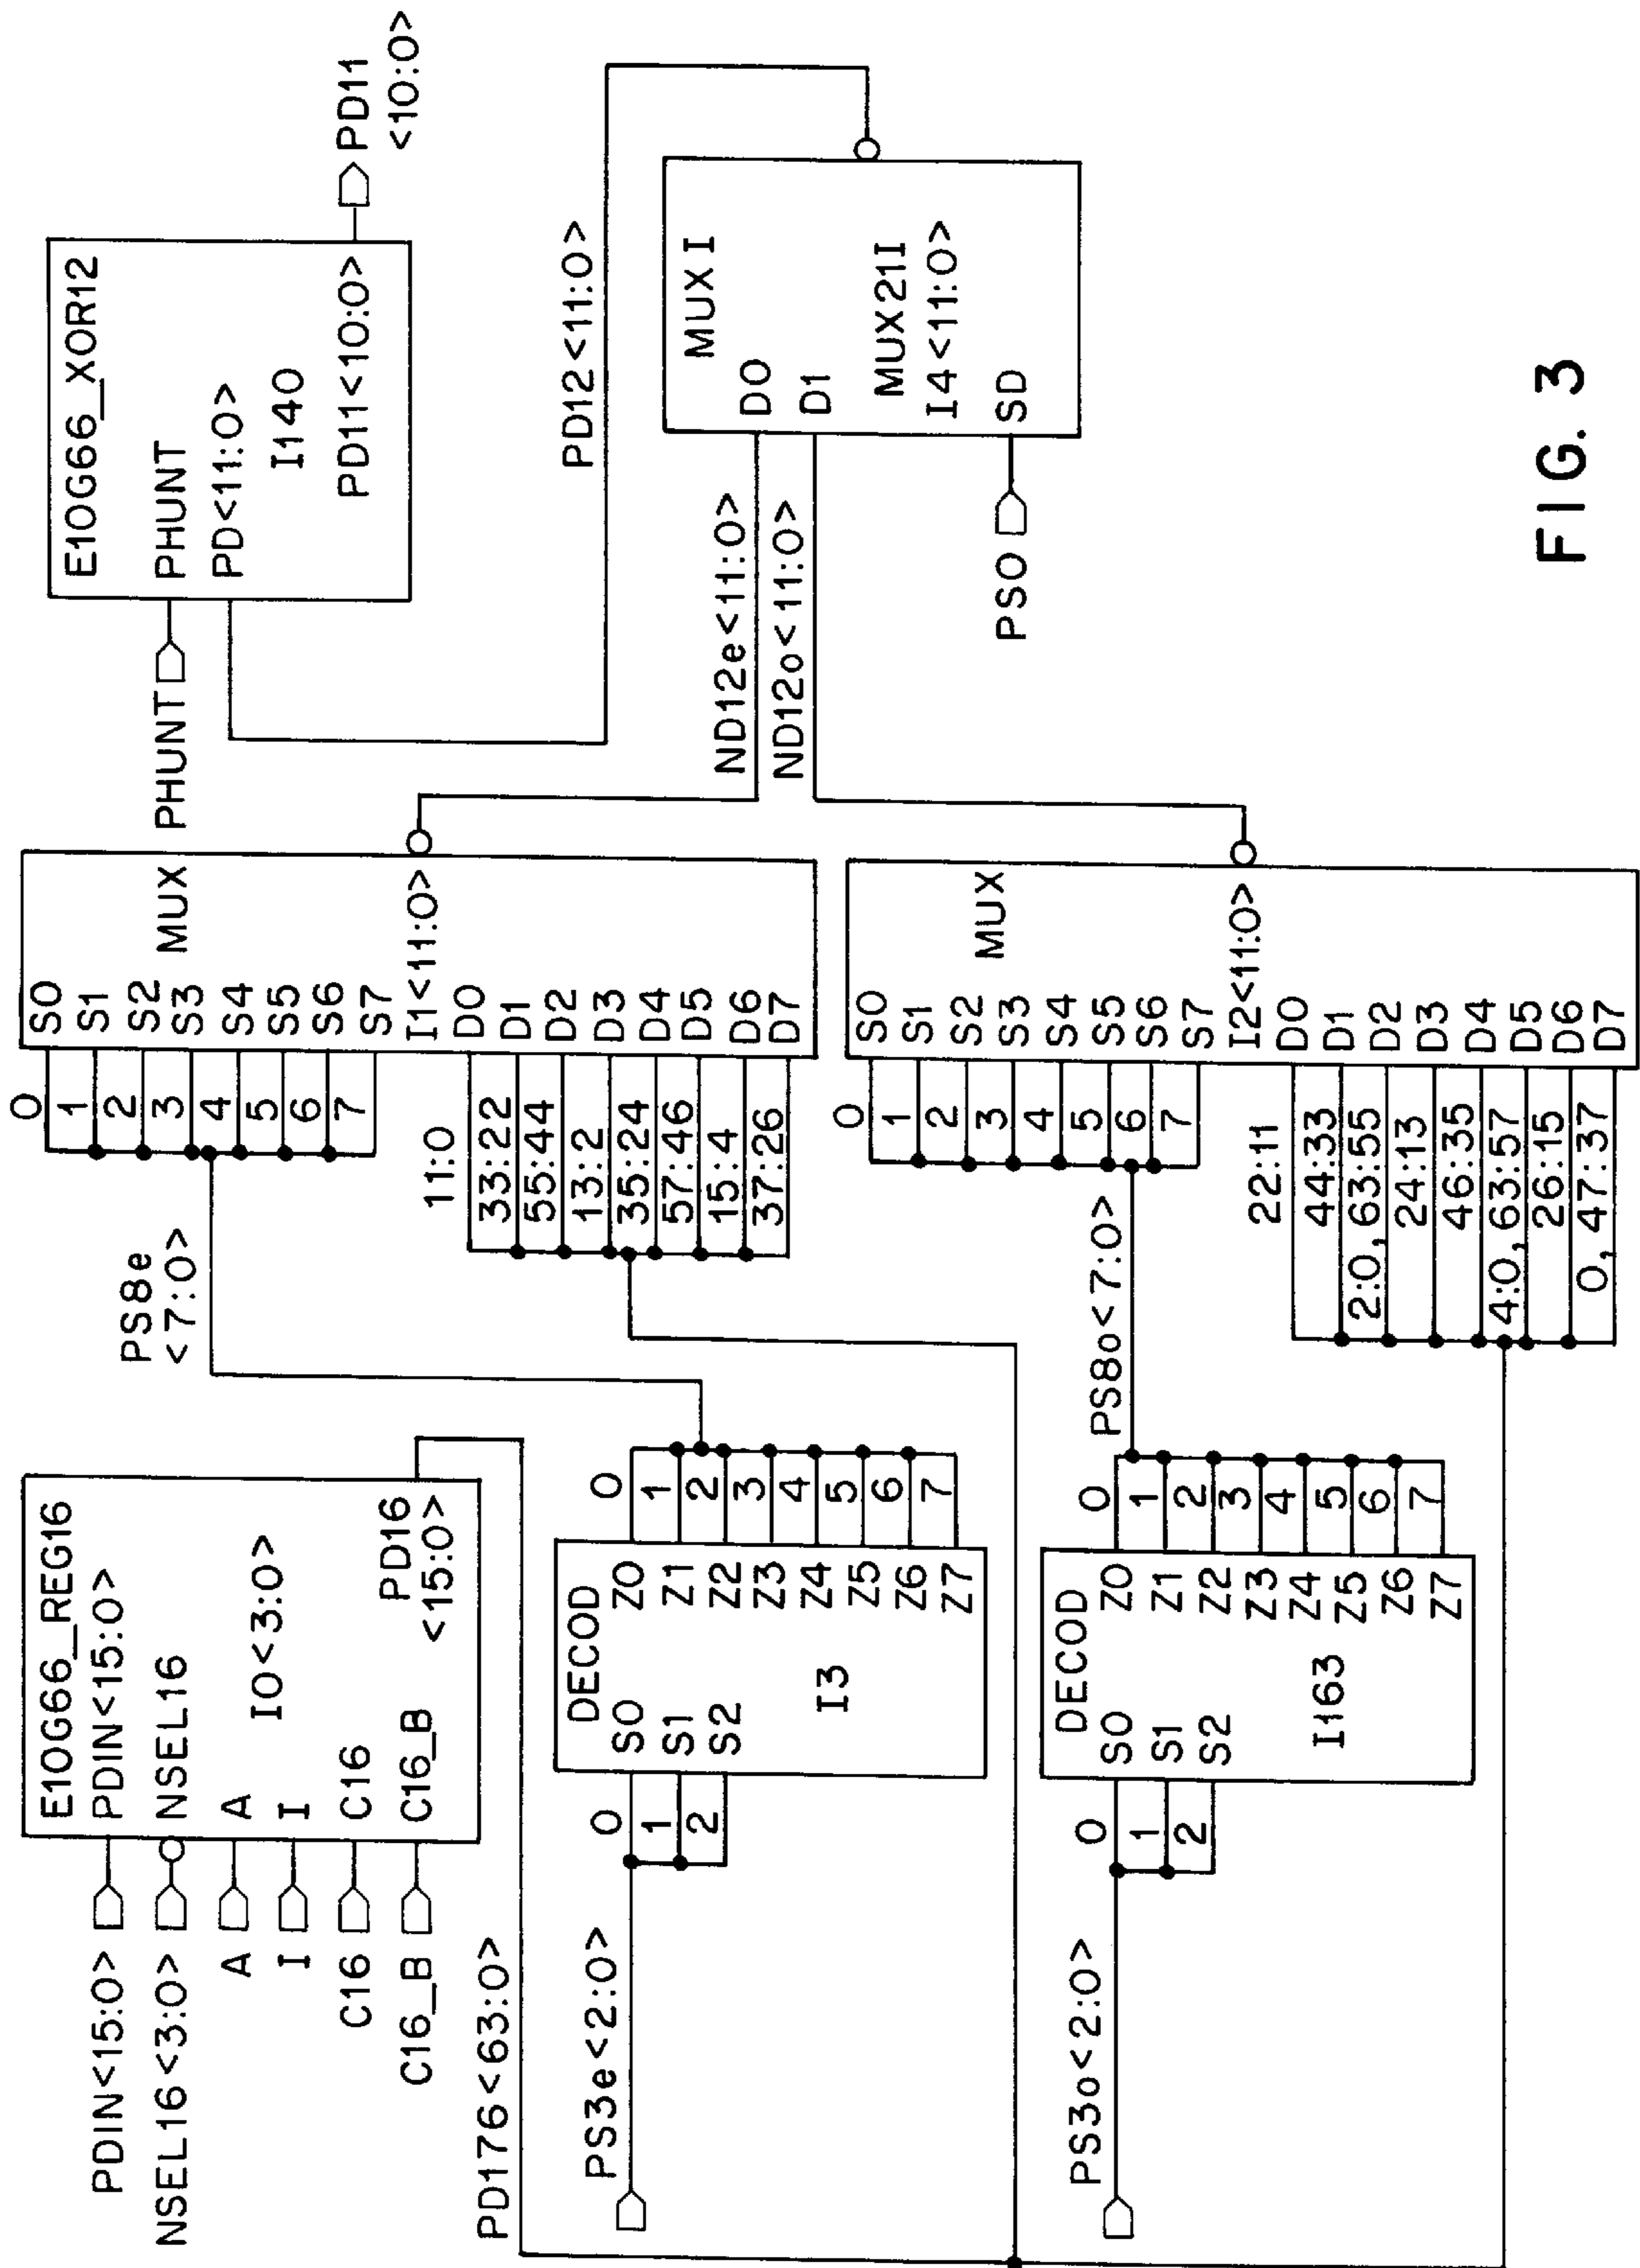 PDIN<15:0>
NSEL16<3:0>
A
I
C16
C16_B
E10G66_REG16
PDIN<15:0>
NSEL16
A
I0<3:0>
I
C16
C16_B
PD16
<15:0>
PD176<63:0>
PS3e<2:0>
0
1
2
DECOD
S0
S1
S2
I3
Z0
Z1
Z2
Z3
Z4
Z5
Z6
Z7
0
1
2
3
4
5
6
7
PS3o<2:0>
0
1
2
DECOD
S0
S1
S2
I163
Z0
Z1
Z2
Z3
Z4
Z5
Z6
Z7
0
1
2
3
4
5
6
7
PS8e
<7:0>
0
1
2
3
4
5
6
7
S0
S1
S2
S3
S4
S5
S6
S7
MUX
I1<11:0>
11:0
33:22
55:44
13:2
35:24
57:46
15:4
37:26
D0
D1
D2
D3
D4
D5
D6
D7
PS8o<7:0>
0
1
2
3
4
5
6
7
S0
S1
S2
S3
S4
S5
S6
S7
MUX
I2<11:0>
22:11
44:33
2:0,63:55
24:13
46:35
4:0,63:57
26:15
0,47:37
D0
D1
D2
D3
D4
D5
D6
D7
PHUNT
E10G66_XOR12
PHUNT
PD<11:0>
I140
PD11<10:0>
PD11
<10:0>
PD12<11:0>
ND12e<11:0>
ND12o<11:0>
MUXI
D0
D1
MUX21I
I4<11:0>
SD
PS0
FIG. 3